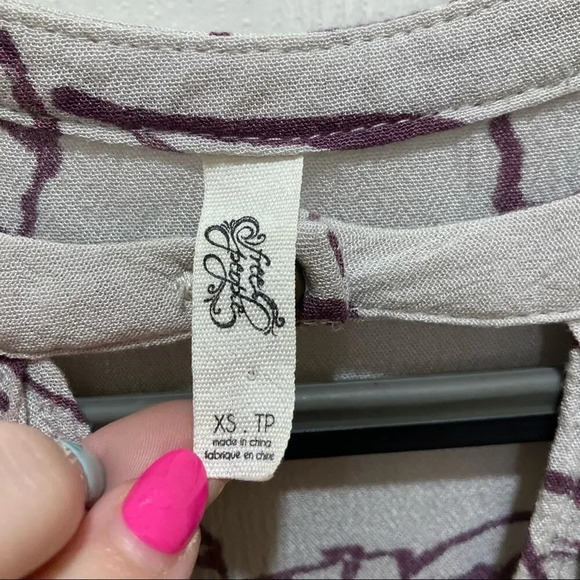 free
people
XS . TP
made in china
fabriqué en chine